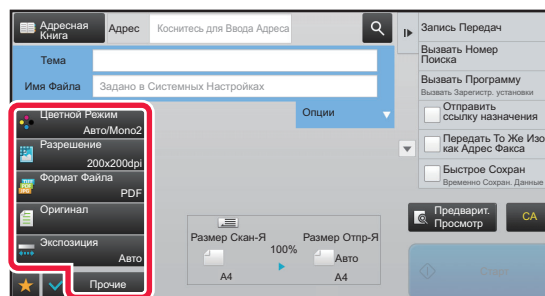 Адресная
Книга
Адрес
Коснитесь для Ввода Адреса
Тема
Имя Файла
Задано в Системных Настройках
Опции
Цветной Режим
Авто/Mono2
Разрешение
200x200dpi
Формат Файла
PDF
Оригинал
Экспозиция
Авто
Прочие
Размер Скан-Я
100%
Размер Отпр-Я
Авто
A4
A4
Запись Передач
Вызвать Номер
Поиска
Вызвать Программу
Вызвать Зарегистр. установки
Отправить
ссылку назначения
Передать То Же Изо
как Адрес Факса
Быстрое Сохран
Временно Сохран. Данные
Предварит.
Просмотр
CA
Старт